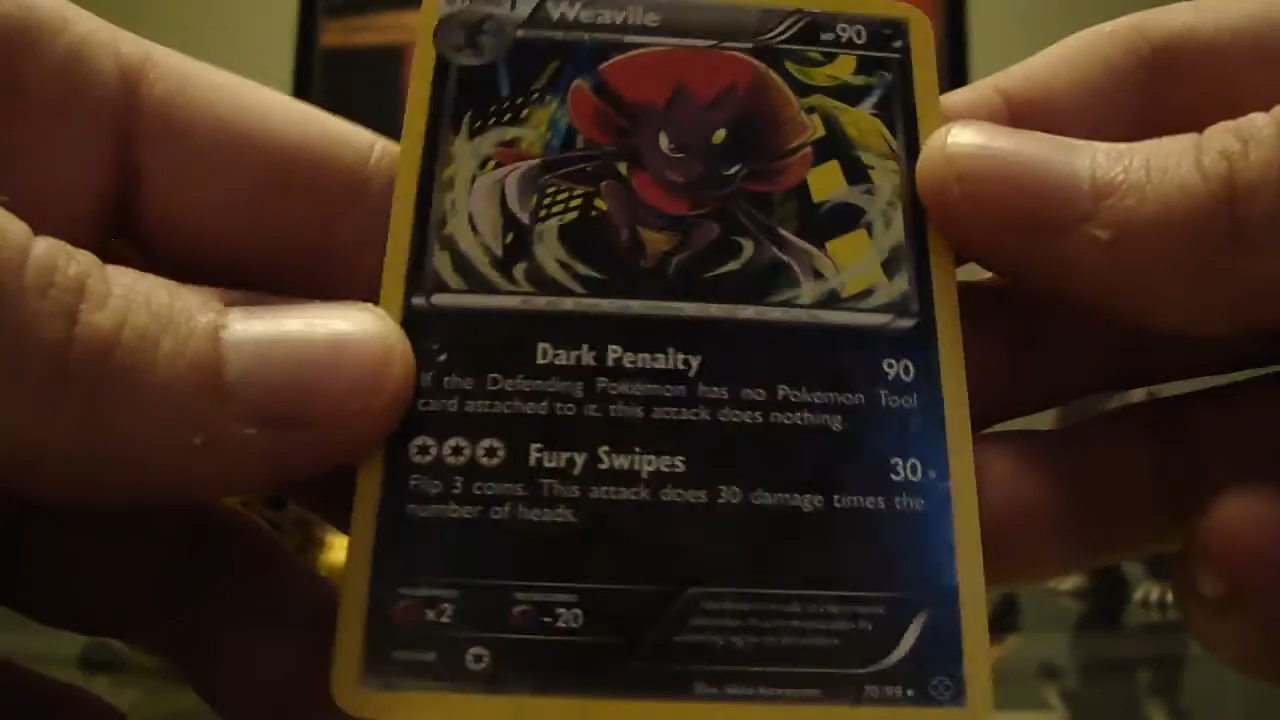 Weavile
90
Dark Penalty 90
If the Defending Pokémon has no Pokémon Tool
card attached to it, this attack does nothing.
Fury Swipes 30×
Flip 3 coins. This attack does 30 damage times the
number of heads.
×2 -20
70/99